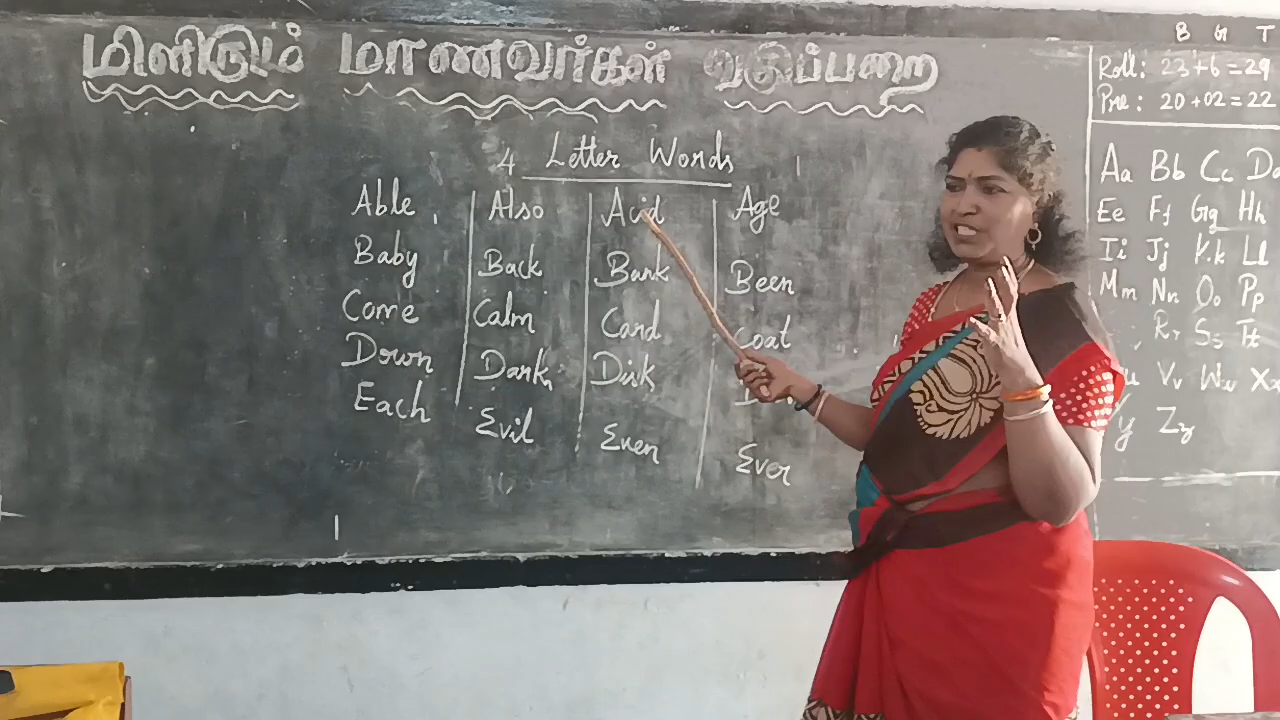 மிளிரும் மாணவர்கள் வகுப்பறை
4 Letter Words
Able Also Acid Age
Baby Back Bank Been
Come Calm Card Coat
Down Dark Disk
Each Evil Even Ever
B G T
Roll: 23+6=29
Pre: 20+02=22
Aa Bb Cc Dd
Ee Ff Gg Hh
Ii Jj Kk Ll
Mm Nn Oo Pp
Rr Ss Tt
Vv Ww Xx
Zz